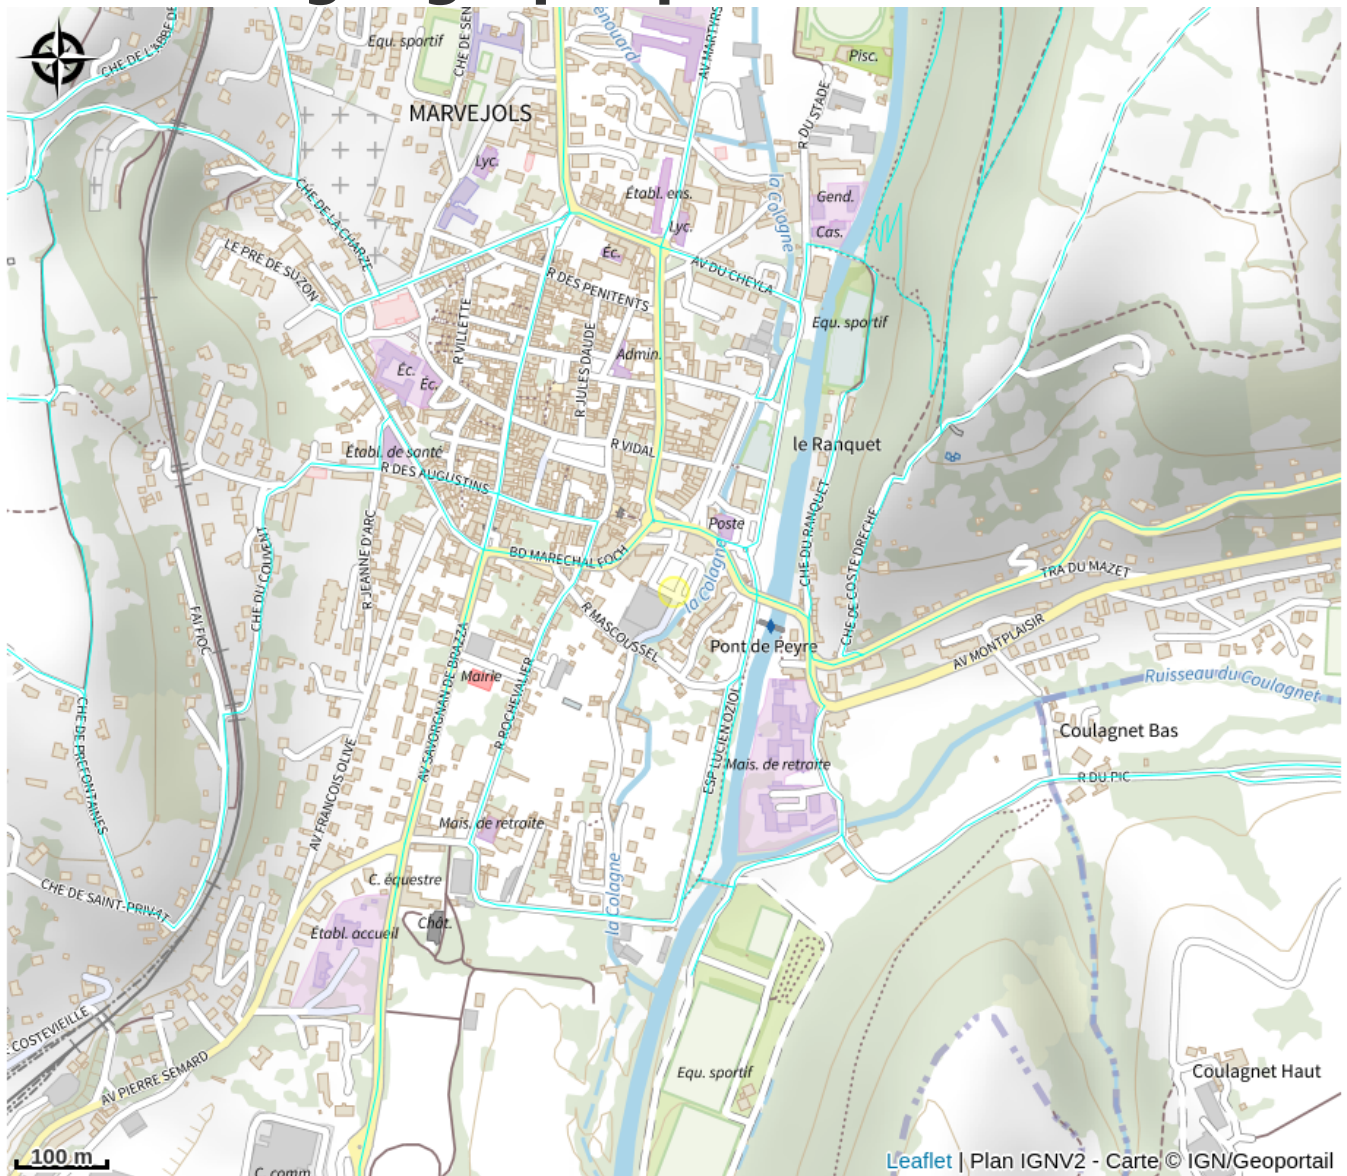 CHE DE L'ABBE DE
Equ. sportif
CHE DE SEN
AV MARTYRS
Pisc.
MARVEJOLS
R DU STADE
Lyc.
la Colagne
Établ. ens.
Gend.
CHE DE LA CHARZE
Lyc.
Cas.
LE PRE DE SUZON
Éc.
AV DU CHEYLA
R DES PENITENTS
R VILLETTE
Equ. sportif
R JULES DAUDE
Admin.
Éc.
Éc.
R VIDAL
le Ranquet
Établ. de santé
R DES AUGUSTINS
CHE DU RANQUET
Poste
CHE DE COSTE DRECHE
R JEANNE D'ARC
CHE DU COUVENT
BD MARECHAL FOCH
la Colagne
TRA DU MAZET
R MASCOUSSEL
FAI FIOC
AV MONTPLAISIR
Pont de Peyre
AV SAVORGNAN DE BRAZZA
Mairie
Ruisseau du Coulagnet
R ROCHEVALIER
ESP LUCIEN OZIOL
CHE DE PREFONTAINES
Coulagnet Bas
AV FRANCOIS OLIVE
Mais. de retraite
R DU PIC
Mais. de retraite
C. équestre
la Colagne
CHE DE SAINT-PRIVAT
Établ. accueil
Chât.
COSTEVIEILLE
AV PIERRE SEMARD
Equ. sportif
Coulagnet Haut
100 m
C. comm
Leaflet | Plan IGNV2 - Carte © IGN/Geoportail